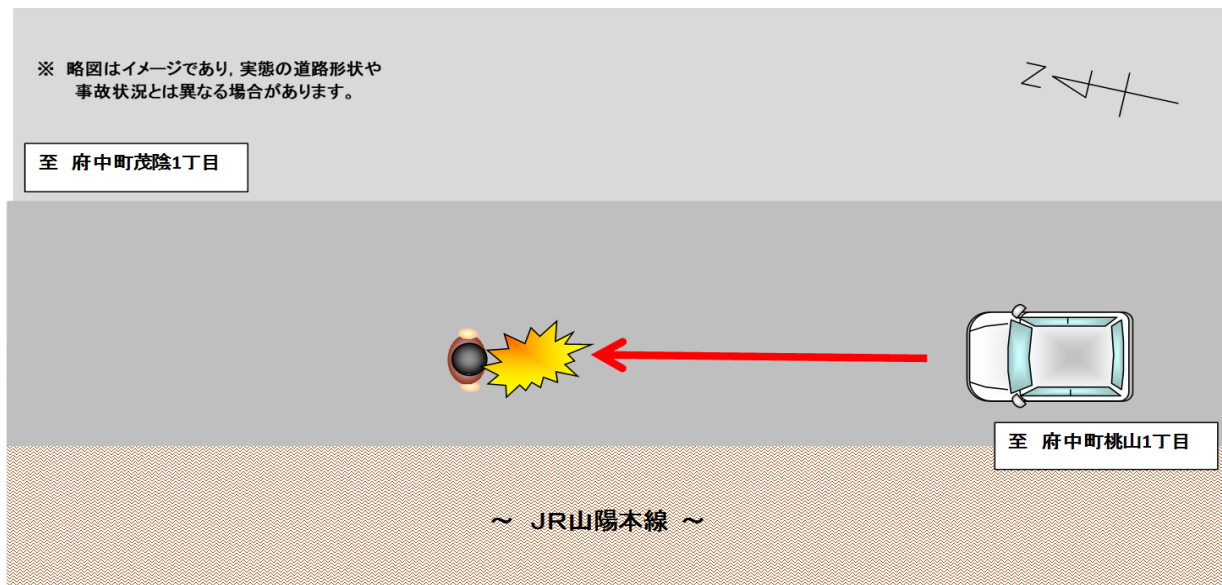 ※ 略図はイメージであり，実態の道路形状や
事故状況とは異なる場合があります。
N
至 府中町茂陰1丁目
至 府中町桃山1丁目
～ JR山陽本線 ～